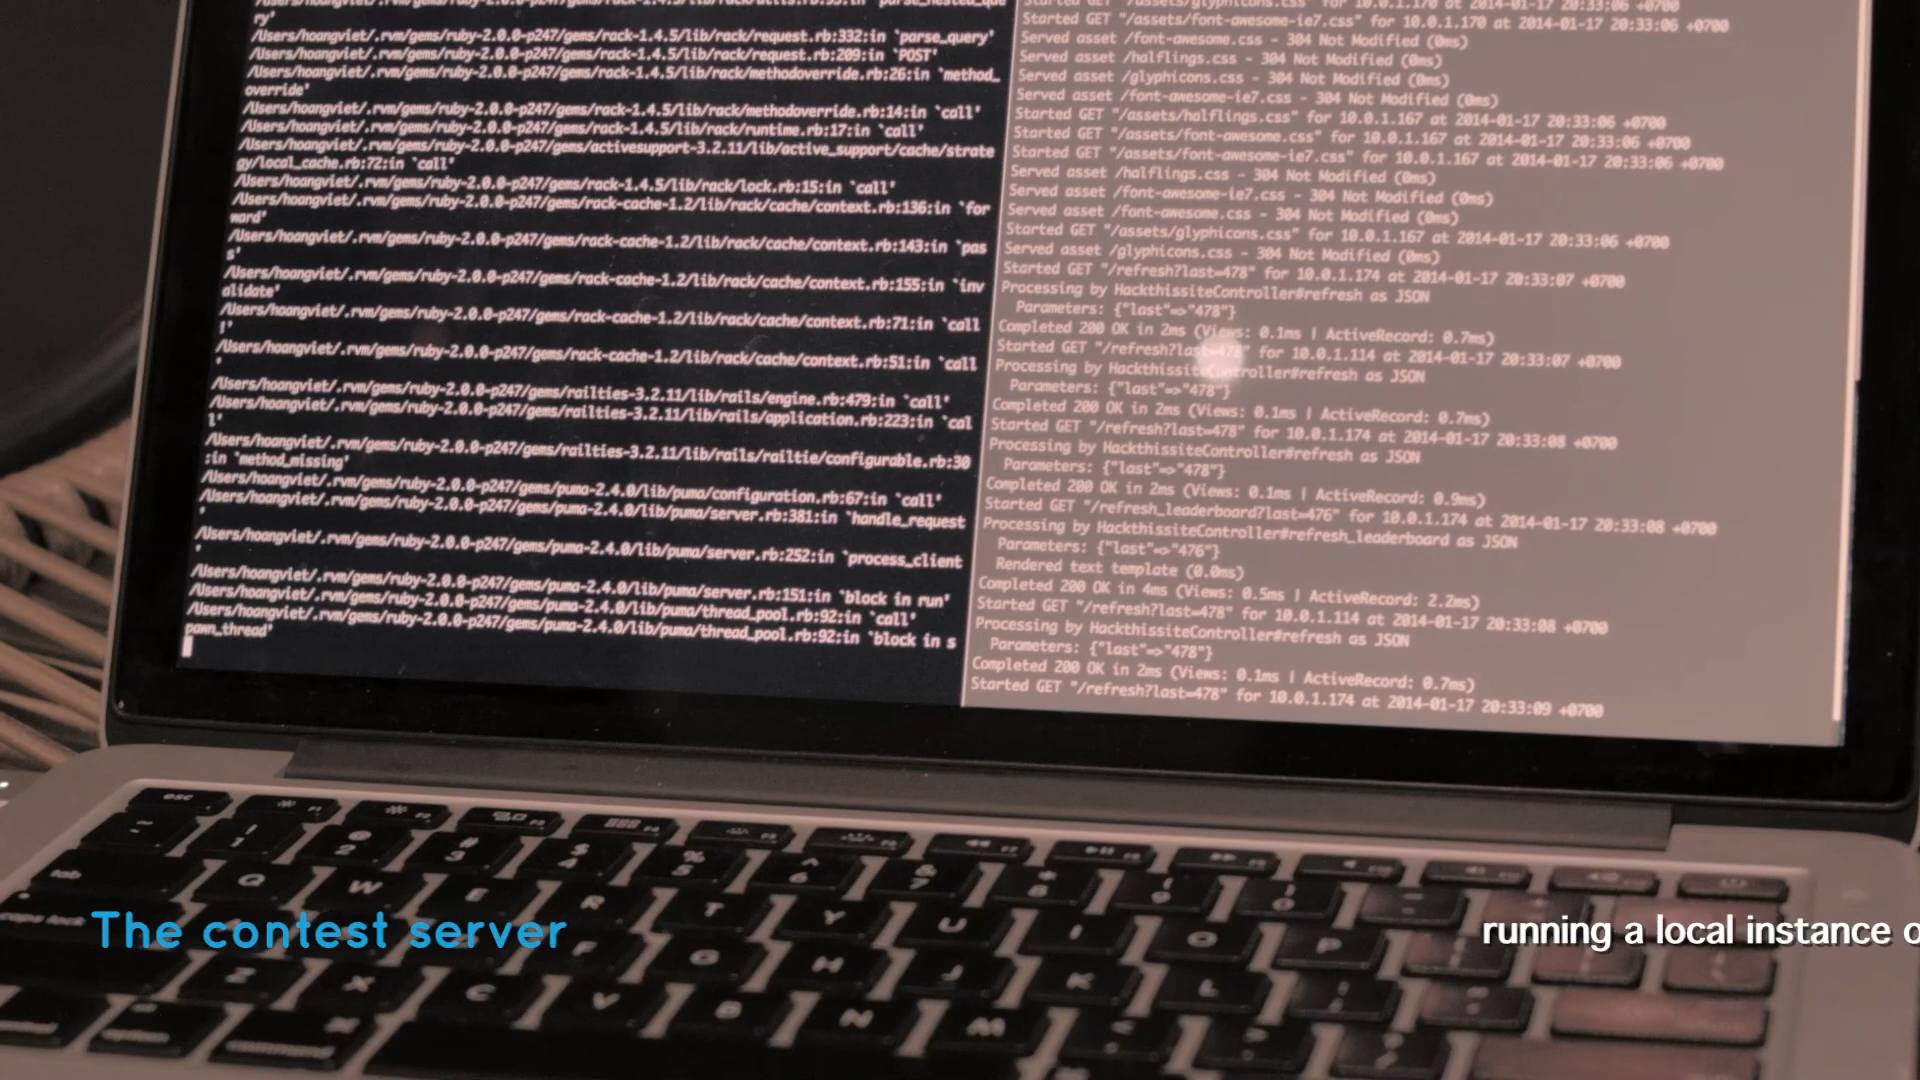 ry'
/Users/hoangviet/.rvm/gems/ruby-2.0.0-p247/gems/rack-1.4.5/lib/rack/request.rb:332:in `parse_query'
/Users/hoangviet/.rvm/gems/ruby-2.0.0-p247/gems/rack-1.4.5/lib/rack/request.rb:209:in `POST'
/Users/hoangviet/.rvm/gems/ruby-2.0.0-p247/gems/rack-1.4.5/lib/rack/methodoverride.rb:26:in `method_
override'
/Users/hoangviet/.rvm/gems/ruby-2.0.0-p247/gems/rack-1.4.5/lib/rack/methodoverride.rb:14:in `call'
/Users/hoangviet/.rvm/gems/ruby-2.0.0-p247/gems/rack-1.4.5/lib/rack/runtime.rb:17:in `call'
/Users/hoangviet/.rvm/gems/ruby-2.0.0-p247/gems/activesupport-3.2.11/lib/active_support/cache/strate
gy/local_cache.rb:72:in `call'
/Users/hoangviet/.rvm/gems/ruby-2.0.0-p247/gems/rack-1.4.5/lib/rack/lock.rb:15:in `call'
/Users/hoangviet/.rvm/gems/ruby-2.0.0-p247/gems/rack-cache-1.2/lib/rack/cache/context.rb:136:in `for
ward'
/Users/hoangviet/.rvm/gems/ruby-2.0.0-p247/gems/rack-cache-1.2/lib/rack/cache/context.rb:143:in `pas
s'
/Users/hoangviet/.rvm/gems/ruby-2.0.0-p247/gems/rack-cache-1.2/lib/rack/cache/context.rb:155:in `inv
alidate'
/Users/hoangviet/.rvm/gems/ruby-2.0.0-p247/gems/rack-cache-1.2/lib/rack/cache/context.rb:71:in `call
!'
/Users/hoangviet/.rvm/gems/ruby-2.0.0-p247/gems/rack-cache-1.2/lib/rack/cache/context.rb:51:in `call
'
/Users/hoangviet/.rvm/gems/ruby-2.0.0-p247/gems/railties-3.2.11/lib/rails/engine.rb:479:in `call'
/Users/hoangviet/.rvm/gems/ruby-2.0.0-p247/gems/railties-3.2.11/lib/rails/application.rb:223:in `cal
l'
/Users/hoangviet/.rvm/gems/ruby-2.0.0-p247/gems/railties-3.2.11/lib/rails/railtie/configurable.rb:30
:in `method_missing'
/Users/hoangviet/.rvm/gems/ruby-2.0.0-p247/gems/puma-2.4.0/lib/puma/configuration.rb:67:in `call'
/Users/hoangviet/.rvm/gems/ruby-2.0.0-p247/gems/puma-2.4.0/lib/puma/server.rb:381:in `handle_request
'
/Users/hoangviet/.rvm/gems/ruby-2.0.0-p247/gems/puma-2.4.0/lib/puma/server.rb:252:in `process_client
'
/Users/hoangviet/.rvm/gems/ruby-2.0.0-p247/gems/puma-2.4.0/lib/puma/server.rb:151:in `block in run'
/Users/hoangviet/.rvm/gems/ruby-2.0.0-p247/gems/puma-2.4.0/lib/puma/thread_pool.rb:92:in `call'
/Users/hoangviet/.rvm/gems/ruby-2.0.0-p247/gems/puma-2.4.0/lib/puma/thread_pool.rb:92:in `block in s
pawn_thread'
Started GET "/assets/glyphicons.css" for 10.0.1.170 at 2014-01-17 20:33:06 +0700
Started GET "/assets/font-awesome-ie7.css" for 10.0.1.170 at 2014-01-17 20:33:06 +0700
Served asset /font-awesome.css - 304 Not Modified (0ms)
Served asset /halflings.css - 304 Not Modified (0ms)
Served asset /glyphicons.css - 304 Not Modified (0ms)
Served asset /font-awesome-ie7.css - 304 Not Modified (0ms)
Started GET "/assets/halflings.css" for 10.0.1.167 at 2014-01-17 20:33:06 +0700
Started GET "/assets/font-awesome.css" for 10.0.1.167 at 2014-01-17 20:33:06 +0700
Started GET "/assets/font-awesome-ie7.css" for 10.0.1.167 at 2014-01-17 20:33:06 +0700
Served asset /halflings.css - 304 Not Modified (0ms)
Served asset /font-awesome-ie7.css - 304 Not Modified (0ms)
Served asset /font-awesome.css - 304 Not Modified (0ms)
Started GET "/assets/glyphicons.css" for 10.0.1.167 at 2014-01-17 20:33:06 +0700
Served asset /glyphicons.css - 304 Not Modified (0ms)
Started GET "/refresh?last=478" for 10.0.1.174 at 2014-01-17 20:33:07 +0700
Processing by HackthissiteController#refresh as JSON
Parameters: {"last"=>"478"}
Completed 200 OK in 2ms (Views: 0.1ms | ActiveRecord: 0.7ms)
Started GET "/refresh?last=478" for 10.0.1.114 at 2014-01-17 20:33:07 +0700
Processing by HackthissiteController#refresh as JSON
Parameters: {"last"=>"478"}
Completed 200 OK in 2ms (Views: 0.1ms | ActiveRecord: 0.7ms)
Started GET "/refresh?last=478" for 10.0.1.174 at 2014-01-17 20:33:08 +0700
Processing by HackthissiteController#refresh as JSON
Parameters: {"last"=>"478"}
Completed 200 OK in 2ms (Views: 0.1ms | ActiveRecord: 0.9ms)
Started GET "/refresh_leaderboard?last=476" for 10.0.1.174 at 2014-01-17 20:33:08 +0700
Processing by HackthissiteController#refresh_leaderboard as JSON
Parameters: {"last"=>"476"}
Rendered text template (0.0ms)
Completed 200 OK in 4ms (Views: 0.5ms | ActiveRecord: 2.2ms)
Started GET "/refresh?last=478" for 10.0.1.114 at 2014-01-17 20:33:08 +0700
Processing by HackthissiteController#refresh as JSON
Parameters: {"last"=>"478"}
Completed 200 OK in 2ms (Views: 0.1ms | ActiveRecord: 0.7ms)
Started GET "/refresh?last=478" for 10.0.1.174 at 2014-01-17 20:33:09 +0700
The contest server
running a local instance
esc
tab
caps lock
Q W E R T Y U I O P
F G H J K L
Z X C V B N M
option
command